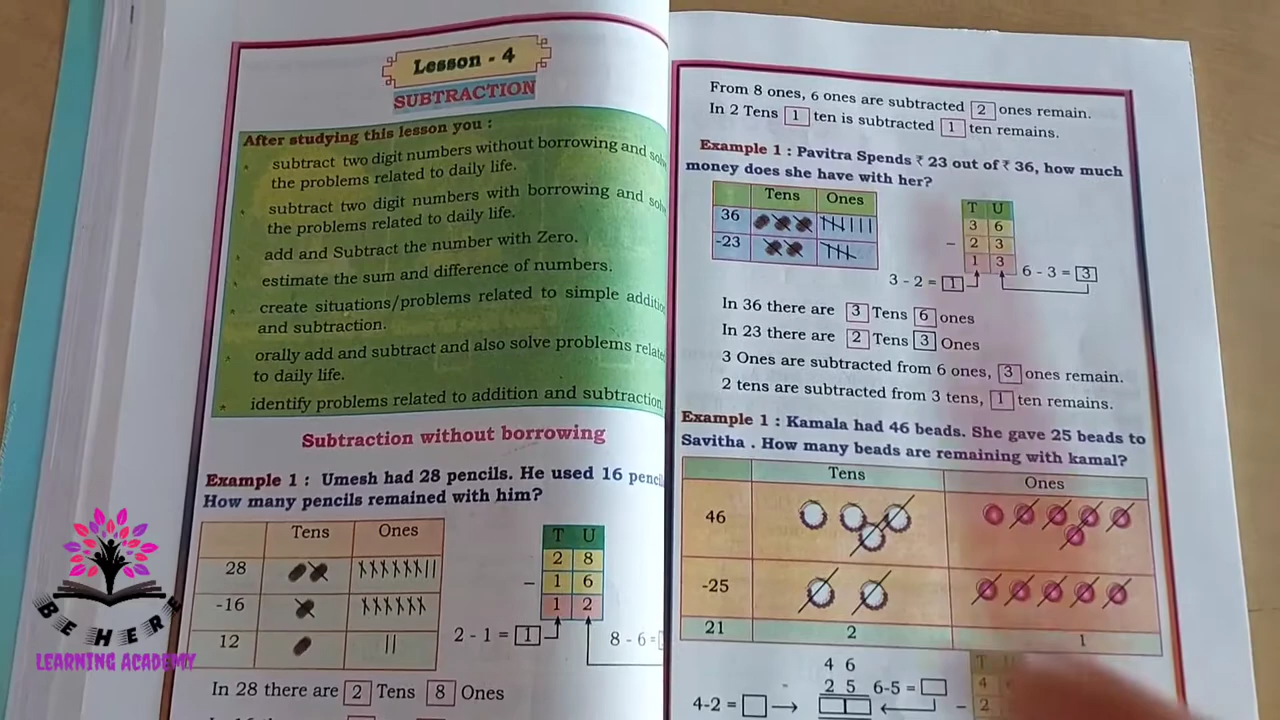 Lesson - 4
SUBTRACTION
After studying this lesson you :
subtract two digit numbers without borrowing and
the problems related to daily life.
subtract two digit numbers with borrowing and
the problems related to daily life.
add and Subtract the number with Zero.
estimate the sum and difference of numbers.
create situations/problems related to simple
and subtraction.
orally add and subtract and also solve problems
to daily life.
* identify problems related to addition and subtraction.
Subtraction without borrowing
Example 1 : Umesh had 28 pencils. He used 16
How many pencils remained with him?
Tens Ones
28
-16
12
T U
2 8
- 1 6
1 2
2 - 1 = 1
8 - 6 =
In 28 there are 2 Tens 8 Ones
From 8 ones, 6 ones are subtracted 2 ones remain.
In 2 Tens 1 ten is subtracted 1 ten remains.
Example 1 : Pavitra Spends ₹ 23 out of ₹ 36, how much
money does she have with her?
Tens Ones
36
-23
T U
3 6
- 2 3
1 3
3 - 2 = 1
6 - 3 = 3
In 36 there are 3 Tens 6 ones
In 23 there are 2 Tens 3 Ones
3 Ones are subtracted from 6 ones, 3 ones remain.
2 tens are subtracted from 3 tens, 1 ten remains.
Example 1 : Kamala had 46 beads. She gave 25 beads to
Savitha . How many beads are remaining with kamal?
Tens Ones
46
-25
21 2 1
4 6
- 2 5
4-2 =
6-5 =
T
4
- 2
BEHERE
LEARNING ACADEMY